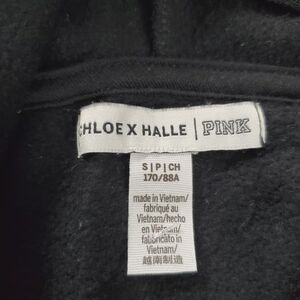 CHLOE X HALLE | PINK
S | P | CH
170/88A
made in Vietnam/
fabriqué au
Vietnam/hecho
en Vietnam/
fabricato in
Vietnam/
越南制造